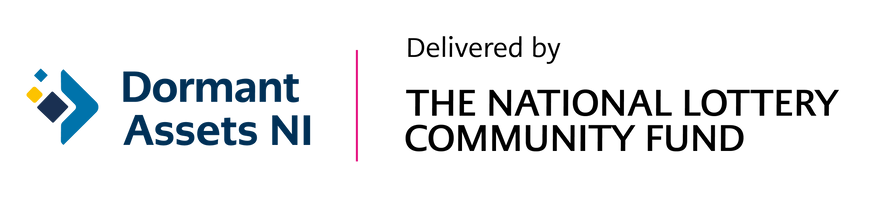 Dormant
Assets NI
Delivered by
THE NATIONAL LOTTERY
COMMUNITY FUND